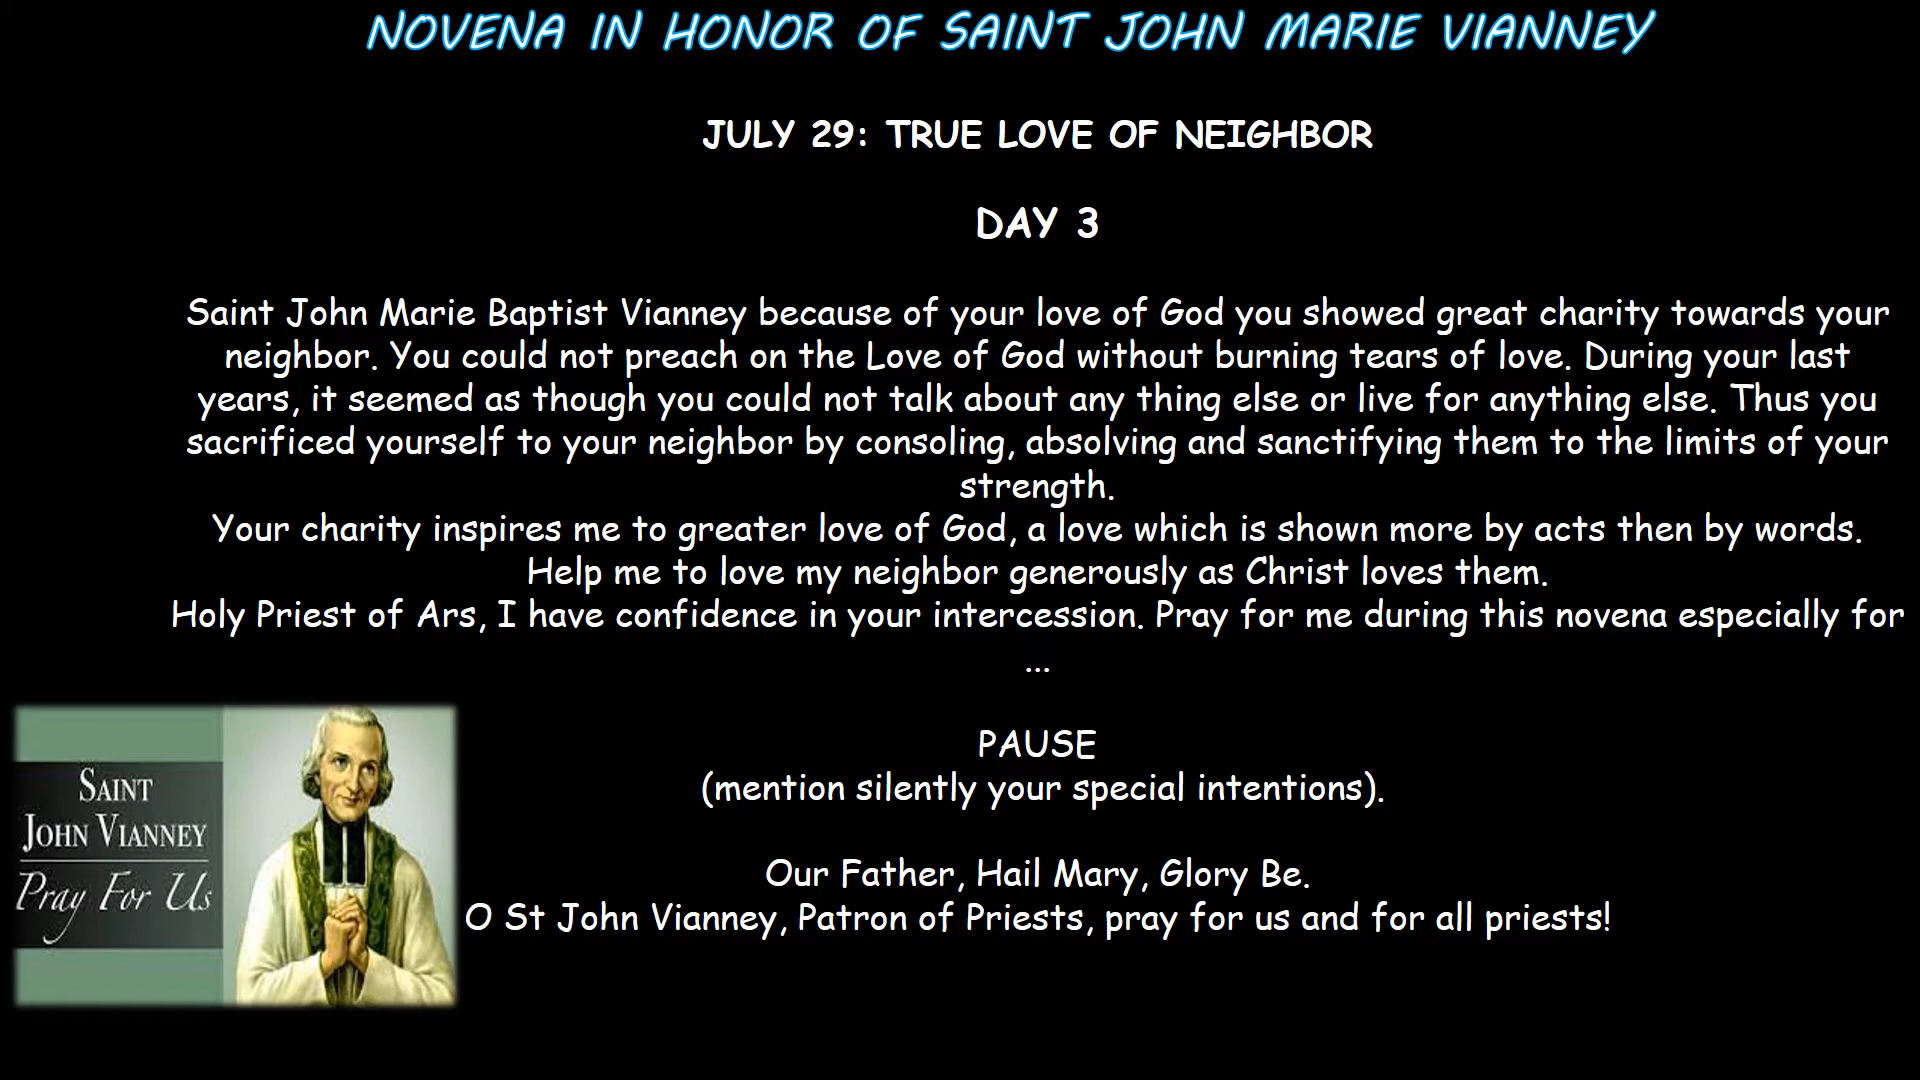 NOVENA IN HONOR OF SAINT JOHN MARIE VIANNEY
JULY 29: TRUE LOVE OF NEIGHBOR
DAY 3
Saint John Marie Baptist Vianney because of your love of God you showed great charity towards your
neighbor. You could not preach on the Love of God without burning tears of love. During your last
years, it seemed as though you could not talk about any thing else or live for anything else. Thus you
sacrificed yourself to your neighbor by consoling, absolving and sanctifying them to the limits of your
strength.
Your charity inspires me to greater love of God, a love which is shown more by acts then by words.
Help me to love my neighbor generously as Christ loves them.
Holy Priest of Ars, I have confidence in your intercession. Pray for me during this novena especially for
...
PAUSE
(mention silently your special intentions).
Our Father, Hail Mary, Glory Be.
O St John Vianney, Patron of Priests, pray for us and for all priests!
SAINT
JOHN VIANNEY
Pray For Us